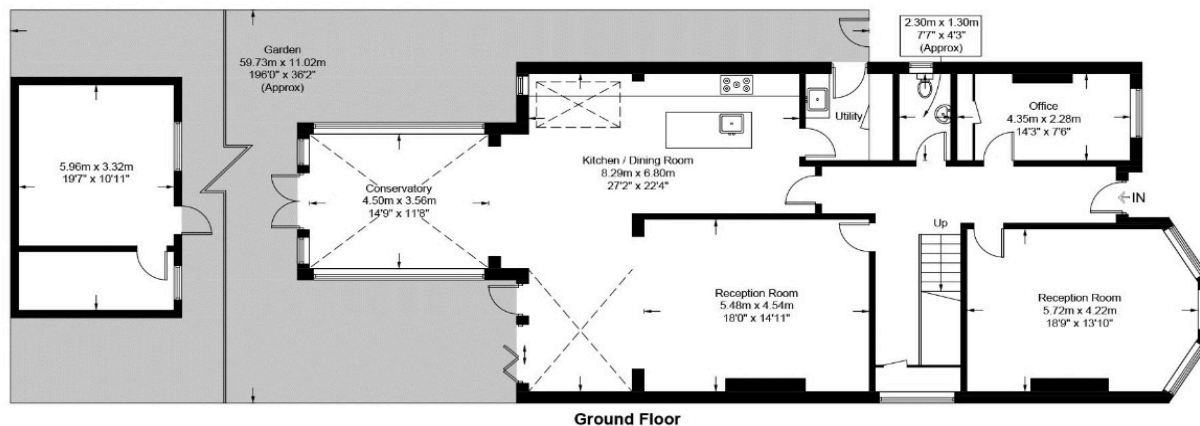 2.30m x 1.30m
7'7" x 4'3"
(Approx)
Garden
59.73m x 11.02m
196'0" x 36'2"
(Approx)
Utility
Office
4.35m x 2.28m
14'3" x 7'6"
5.96m x 3.32m
19'7" x 10'11"
Kitchen / Dining Room
8.29m x 6.80m
27'2" x 22'4"
Conservatory
4.50m x 3.56m
14'9" x 11'8"
IN
Up
Reception Room
5.48m x 4.54m
18'0" x 14'11"
Reception Room
5.72m x 4.22m
18'9" x 13'10"
Ground Floor